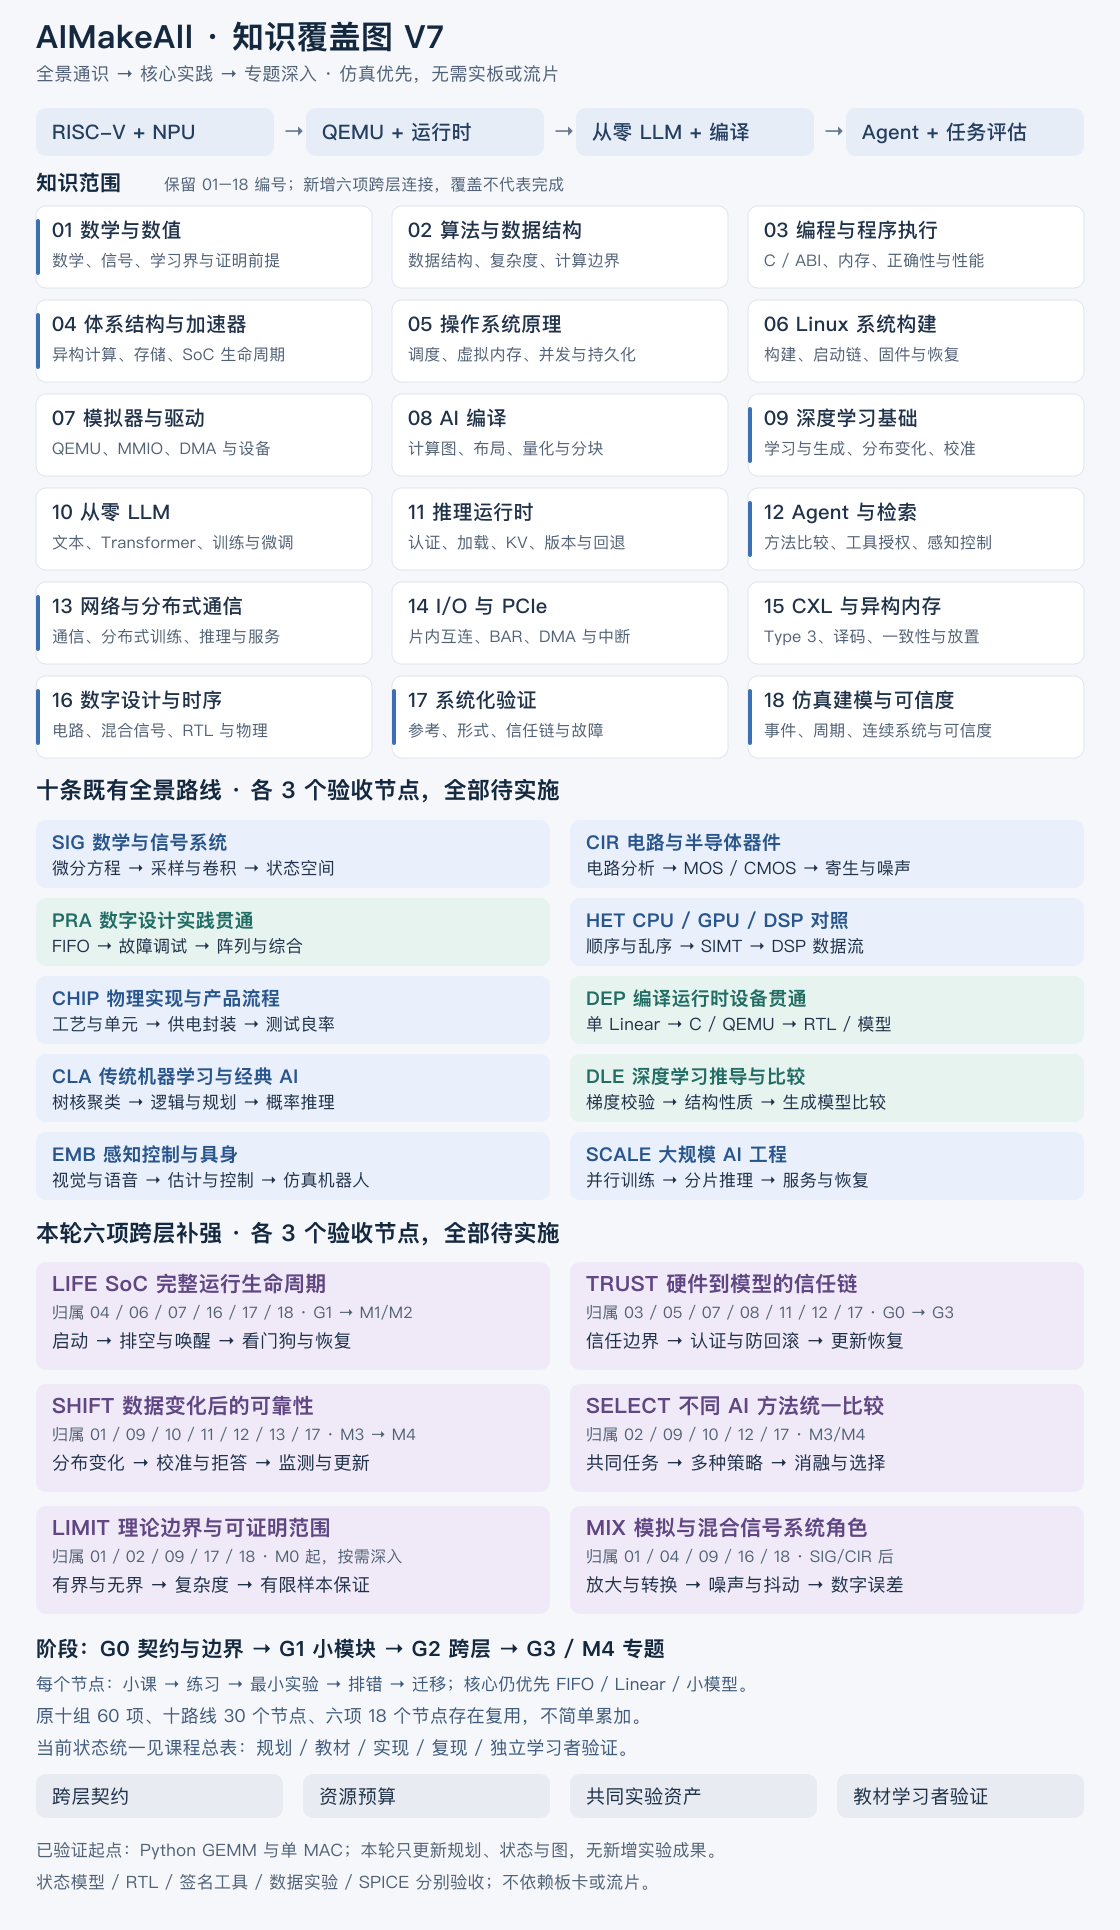 AIMakeAll · 知识覆盖图 V7
全景通识 → 核心实践 → 专题深入 · 仿真优先，无需实板或流片
RISC-V + NPU → QEMU + 运行时 → 从零 LLM + 编译 → Agent + 任务评估
知识范围 保留 01—18 编号；新增六项跨层连接，覆盖不代表完成
01 数学与数值
数学、信号、学习界与证明前提
02 算法与数据结构
数据结构、复杂度、计算边界
03 编程与程序执行
C / ABI、内存、正确性与性能
04 体系结构与加速器
异构计算、存储、SoC 生命周期
05 操作系统原理
调度、虚拟内存、并发与持久化
06 Linux 系统构建
构建、启动链、固件与恢复
07 模拟器与驱动
QEMU、MMIO、DMA 与设备
08 AI 编译
计算图、布局、量化与分块
09 深度学习基础
学习与生成、分布变化、校准
10 从零 LLM
文本、Transformer、训练与微调
11 推理运行时
认证、加载、KV、版本与回退
12 Agent 与检索
方法比较、工具授权、感知控制
13 网络与分布式通信
通信、分布式训练、推理与服务
14 I/O 与 PCIe
片内互连、BAR、DMA 与中断
15 CXL 与异构内存
Type 3、译码、一致性与放置
16 数字设计与时序
电路、混合信号、RTL 与物理
17 系统化验证
参考、形式、信任链与故障
18 仿真建模与可信度
事件、周期、连续系统与可信度
十条既有全景路线 · 各 3 个验收节点，全部待实施
SIG 数学与信号系统
微分方程 → 采样与卷积 → 状态空间
CIR 电路与半导体器件
电路分析 → MOS / CMOS → 寄生与噪声
PRA 数字设计实践贯通
FIFO → 故障调试 → 阵列与综合
HET CPU / GPU / DSP 对照
顺序与乱序 → SIMT → DSP 数据流
CHIP 物理实现与产品流程
工艺与单元 → 供电封装 → 测试良率
DEP 编译运行时设备贯通
单 Linear → C / QEMU → RTL / 模型
CLA 传统机器学习与经典 AI
树核聚类 → 逻辑与规划 → 概率推理
DLE 深度学习推导与比较
梯度校验 → 结构性质 → 生成模型比较
EMB 感知控制与具身
视觉与语音 → 估计与控制 → 仿真机器人
SCALE 大规模 AI 工程
并行训练 → 分片推理 → 服务与恢复
本轮六项跨层补强 · 各 3 个验收节点，全部待实施
LIFE SoC 完整运行生命周期
归属 04 / 06 / 07 / 16 / 17 / 18 · G1 → M1/M2
启动 → 排空与唤醒 → 看门狗与恢复
TRUST 硬件到模型的信任链
归属 03 / 05 / 07 / 08 / 11 / 12 / 17 · G0 → G3
信任边界 → 认证与防回滚 → 更新恢复
SHIFT 数据变化后的可靠性
归属 01 / 09 / 10 / 11 / 12 / 13 / 17 · M3 → M4
分布变化 → 校准与拒答 → 监测与更新
SELECT 不同 AI 方法统一比较
归属 02 / 09 / 10 / 12 / 17 · M3/M4
共同任务 → 多种策略 → 消融与选择
LIMIT 理论边界与可证明范围
归属 01 / 02 / 09 / 17 / 18 · M0 起，按需深入
有界与无界 → 复杂度 → 有限样本保证
MIX 模拟与混合信号系统角色
归属 01 / 04 / 09 / 16 / 18 · SIG/CIR 后
放大与转换 → 噪声与抖动 → 数字误差
阶段：G0 契约与边界 → G1 小模块 → G2 跨层 → G3 / M4 专题
每个节点：小课 → 练习 → 最小实验 → 排错 → 迁移；核心仍优先 FIFO / Linear / 小模型。
原十组 60 项、十路线 30 个节点、六项 18 个节点存在复用，不简单累加。
当前状态统一见课程总表：规划 / 教材 / 实现 / 复现 / 独立学习者验证。
跨层契约 资源预算 共同实验资产 教材学习者验证
已验证起点：Python GEMM 与单 MAC；本轮只更新规划、状态与图，无新增实验成果。
状态模型 / RTL / 签名工具 / 数据实验 / SPICE 分别验收；不依赖板卡或流片。